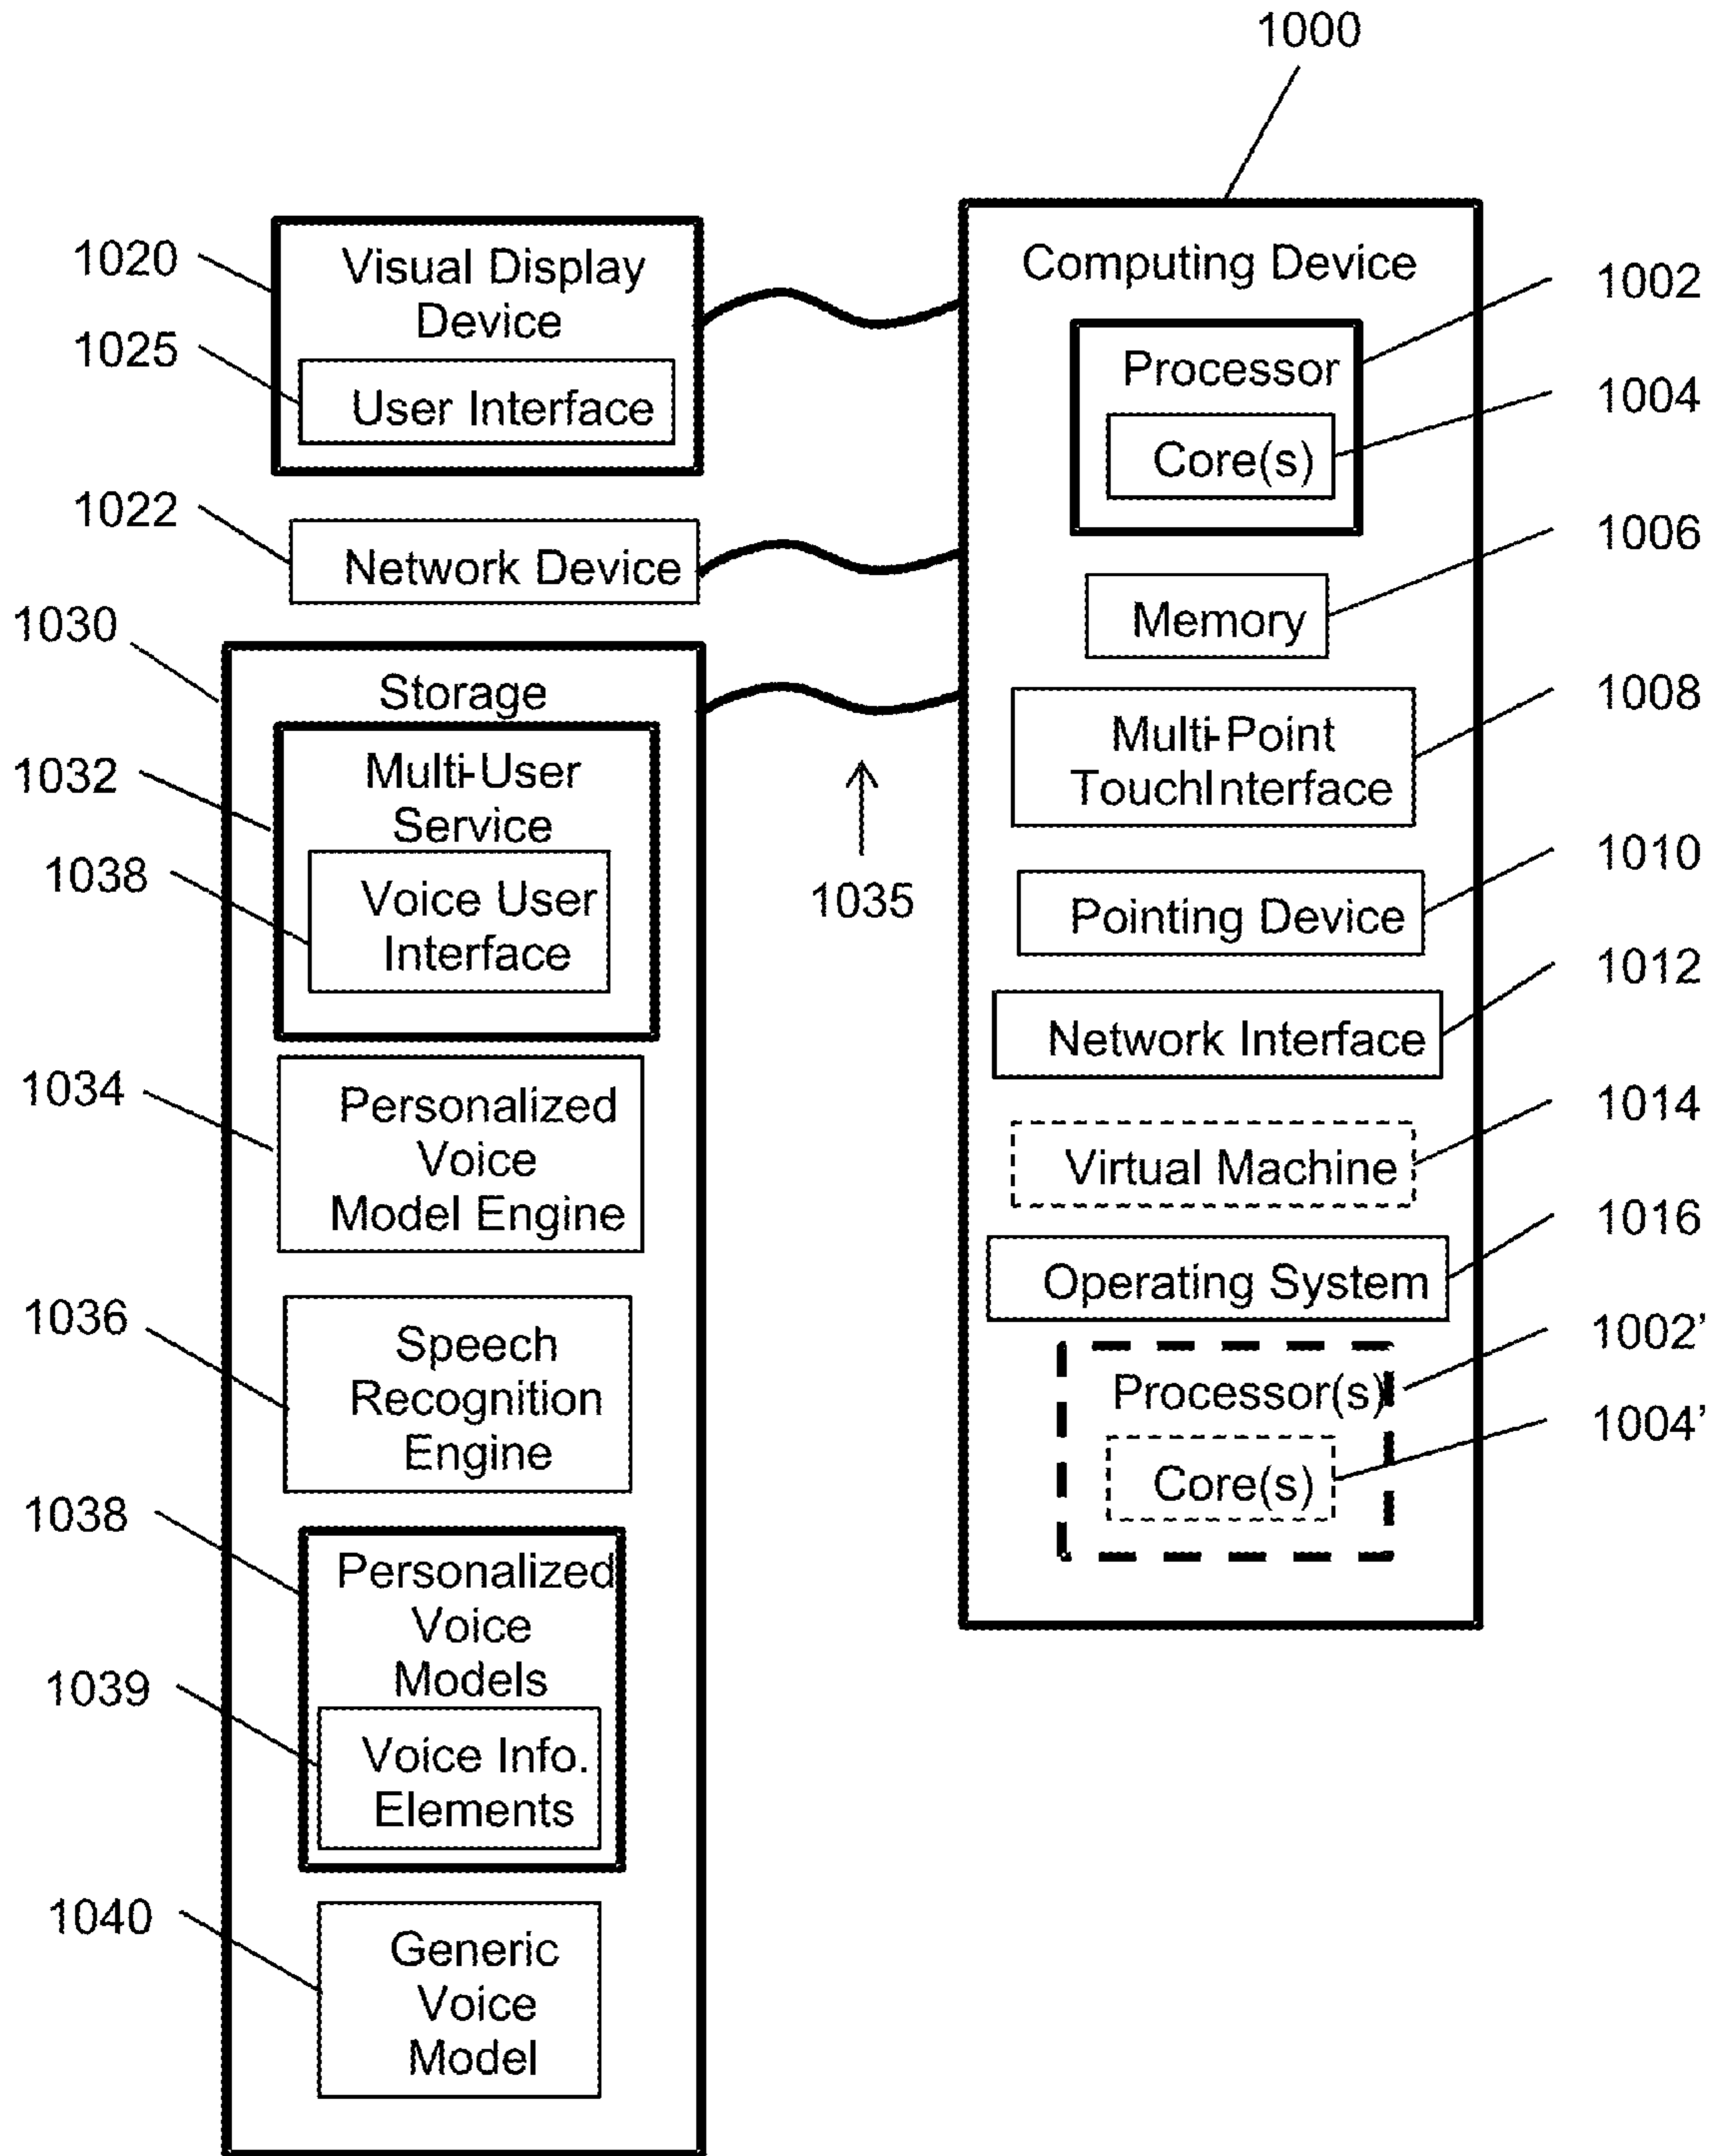 1000
1020
Visual Display
Device
1025
User Interface
1022
Network Device
1030
Storage
1032
Multi-User
Service
1038
Voice User
Interface
1034
Personalized
Voice
Model Engine
1036
Speech
Recognition
Engine
1038
Personalized
Voice
Models
1039
Voice Info.
Elements
1040
Generic
Voice
Model
1035
Computing Device
1002
Processor
1004
Core(s)
1006
Memory
1008
Multi-Point
TouchInterface
1010
Pointing Device
1012
Network Interface
1014
Virtual Machine
1016
Operating System
1002’
Processor(s)
1004’
Core(s)